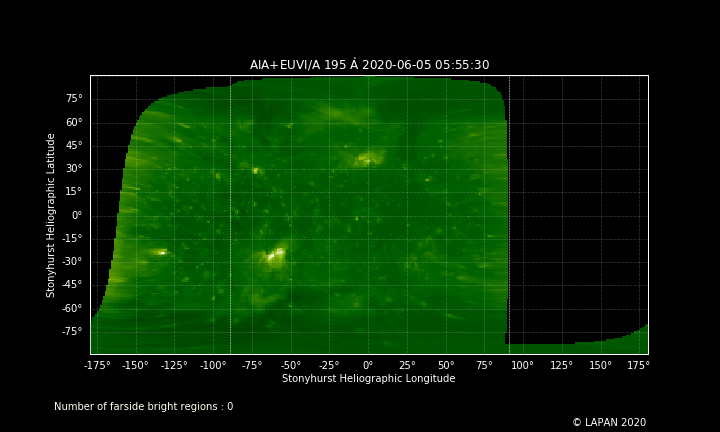 AIA+EUVI/A 195 Å 2020-06-05 05:55:30
Stonyhurst Heliographic Latitude
75°
60°
45°
30°
15°
0°
-15°
-30°
-45°
-60°
-75°
-175° -150° -125° -100° -75° -50° -25° 0° 25° 50° 75° 100° 125° 150° 175°
Stonyhurst Heliographic Longitude
Number of farside bright regions : 0
© LAPAN 2020